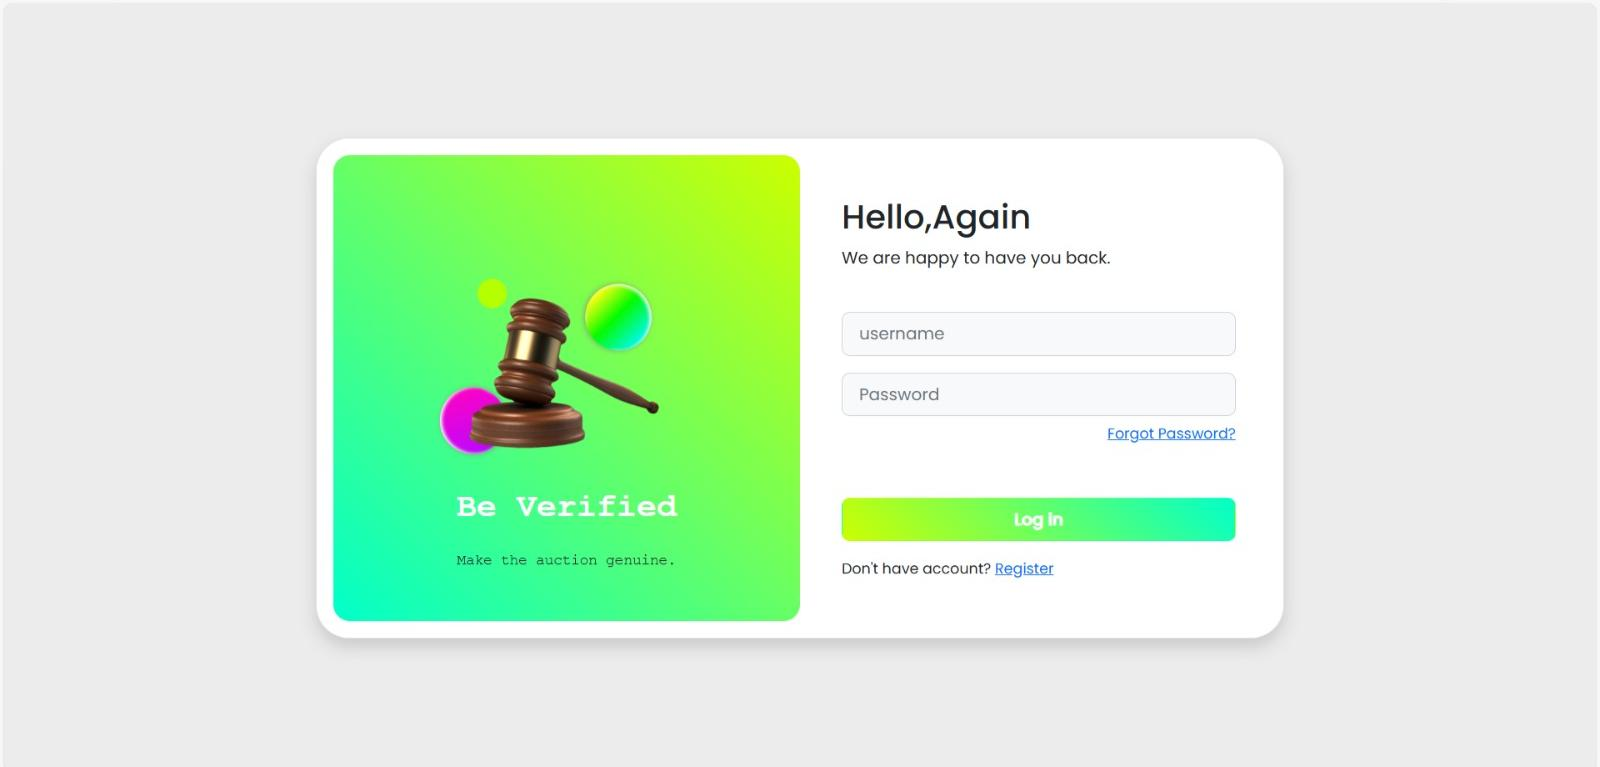 Hello,Again
We are happy to have you back.
username
Password
Forgot Password?
Be Verified
Log in
Make the auction genuine.
Don't have account? Register